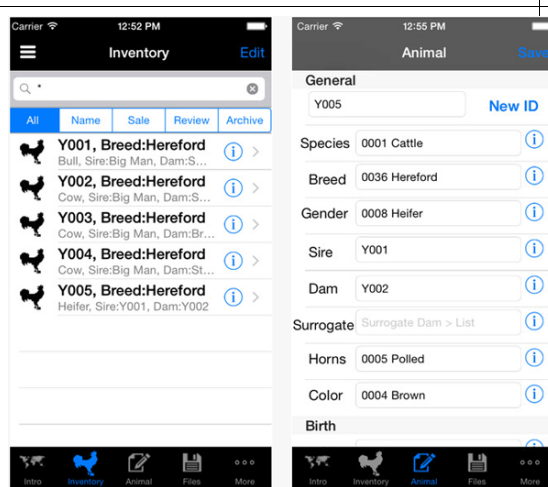 Carrier 12:52 PM
Inventory Edit
*
All Name Sale Review Archive
Y001, Breed:Hereford
Bull, Sire:Big Man, Dam:S...
Y002, Breed:Hereford
Cow, Sire:Big Man, Dam:S...
Y003, Breed:Hereford
Cow, Sire:Big Man, Dam:Br...
Y004, Breed:Hereford
Cow, Sire:Big Man, Dam:St...
Y005, Breed:Hereford
Heifer, Sire:Y001, Dam:Y002
Intro Inventory Animal Files More
Carrier 12:55 PM
Animal Save
General
Y005 New ID
Species 0001 Cattle
Breed 0036 Hereford
Gender 0008 Heifer
Sire Y001
Dam Y002
Surrogate Surrogate Dam > List
Horns 0005 Polled
Color 0004 Brown
Birth
Intro Inventory Animal Files More